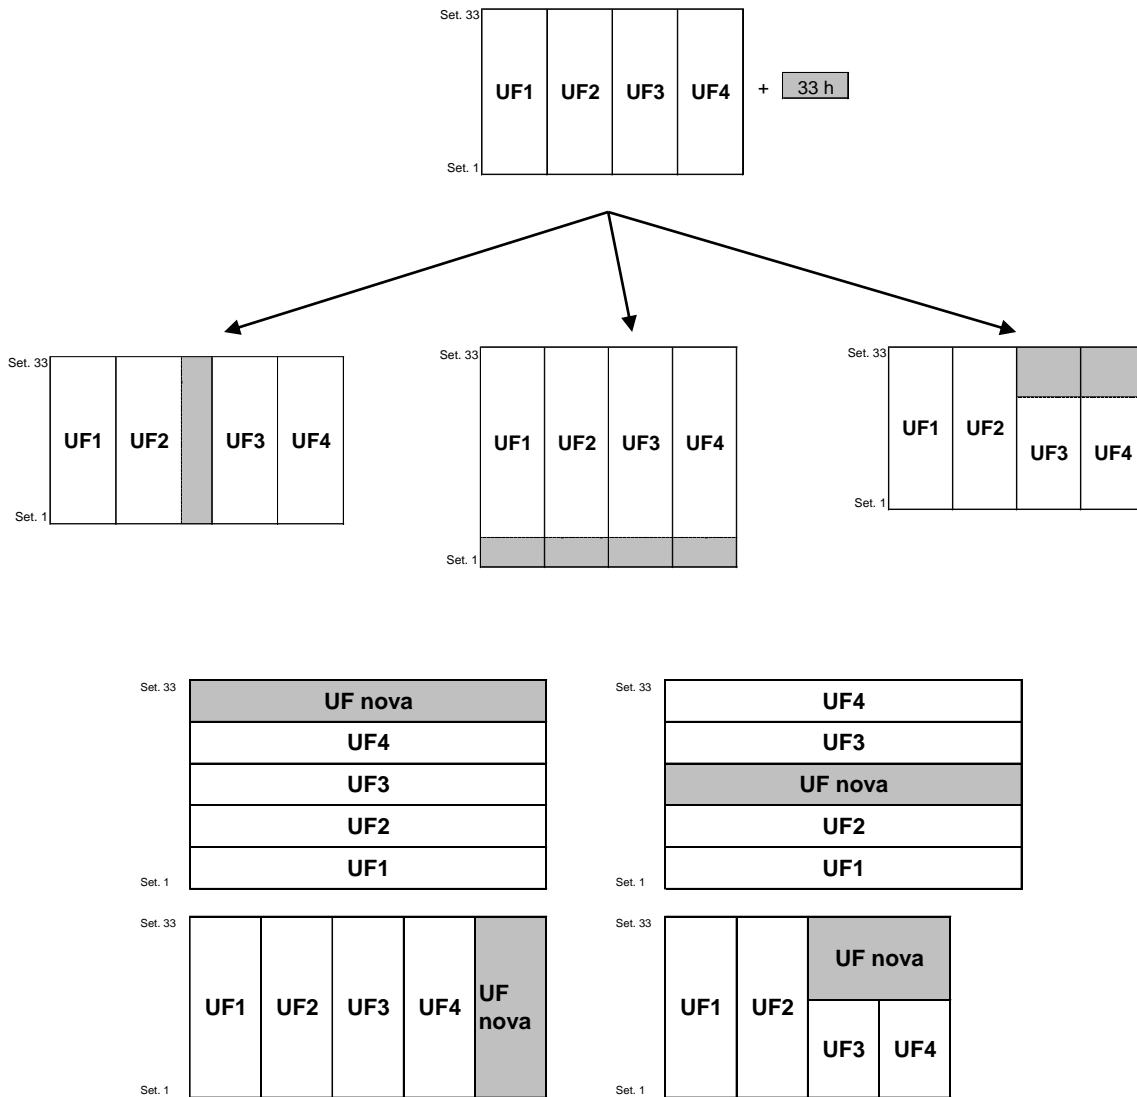 Set. 33
UF1 UF2 UF3 UF4 + 33 h
Set. 1
Set. 33
UF1 UF2 UF3 UF4
Set. 1
Set. 33
UF1 UF2 UF3 UF4
Set. 1
Set. 33
UF1 UF2
UF3 UF4
Set. 1
Set. 33
UF nova
UF4
UF3
UF2
UF1
Set. 1
Set. 33
UF4
UF3
UF nova
UF2
UF1
Set. 1
Set. 33
UF1 UF2 UF3 UF4 UF
nova
Set. 1
Set. 33
UF nova
UF1 UF2
UF3 UF4
Set. 1